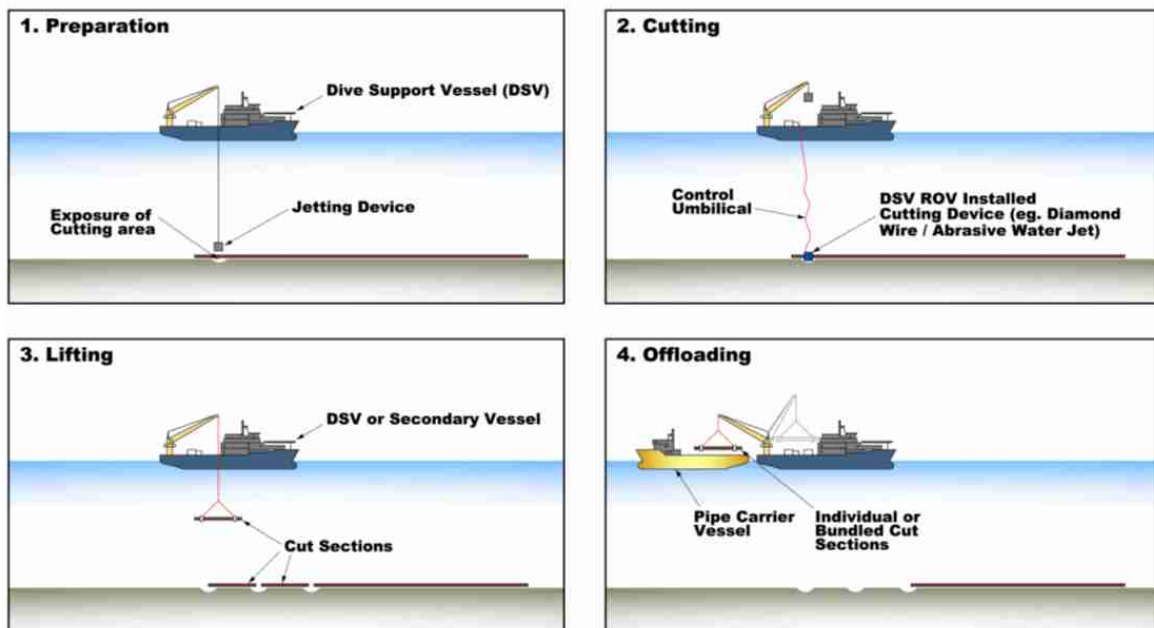 1. Preparation
Dive Support Vessel (DSV)
Exposure of
Cutting area
Jetting Device
2. Cutting
Control
Umbilical
DSV ROV Installed
Cutting Device (eg. Diamond
Wire / Abrasive Water Jet)
3. Lifting
DSV or Secondary Vessel
Cut Sections
4. Offloading
Pipe Carrier
Vessel
Individual or
Bundled Cut
Sections